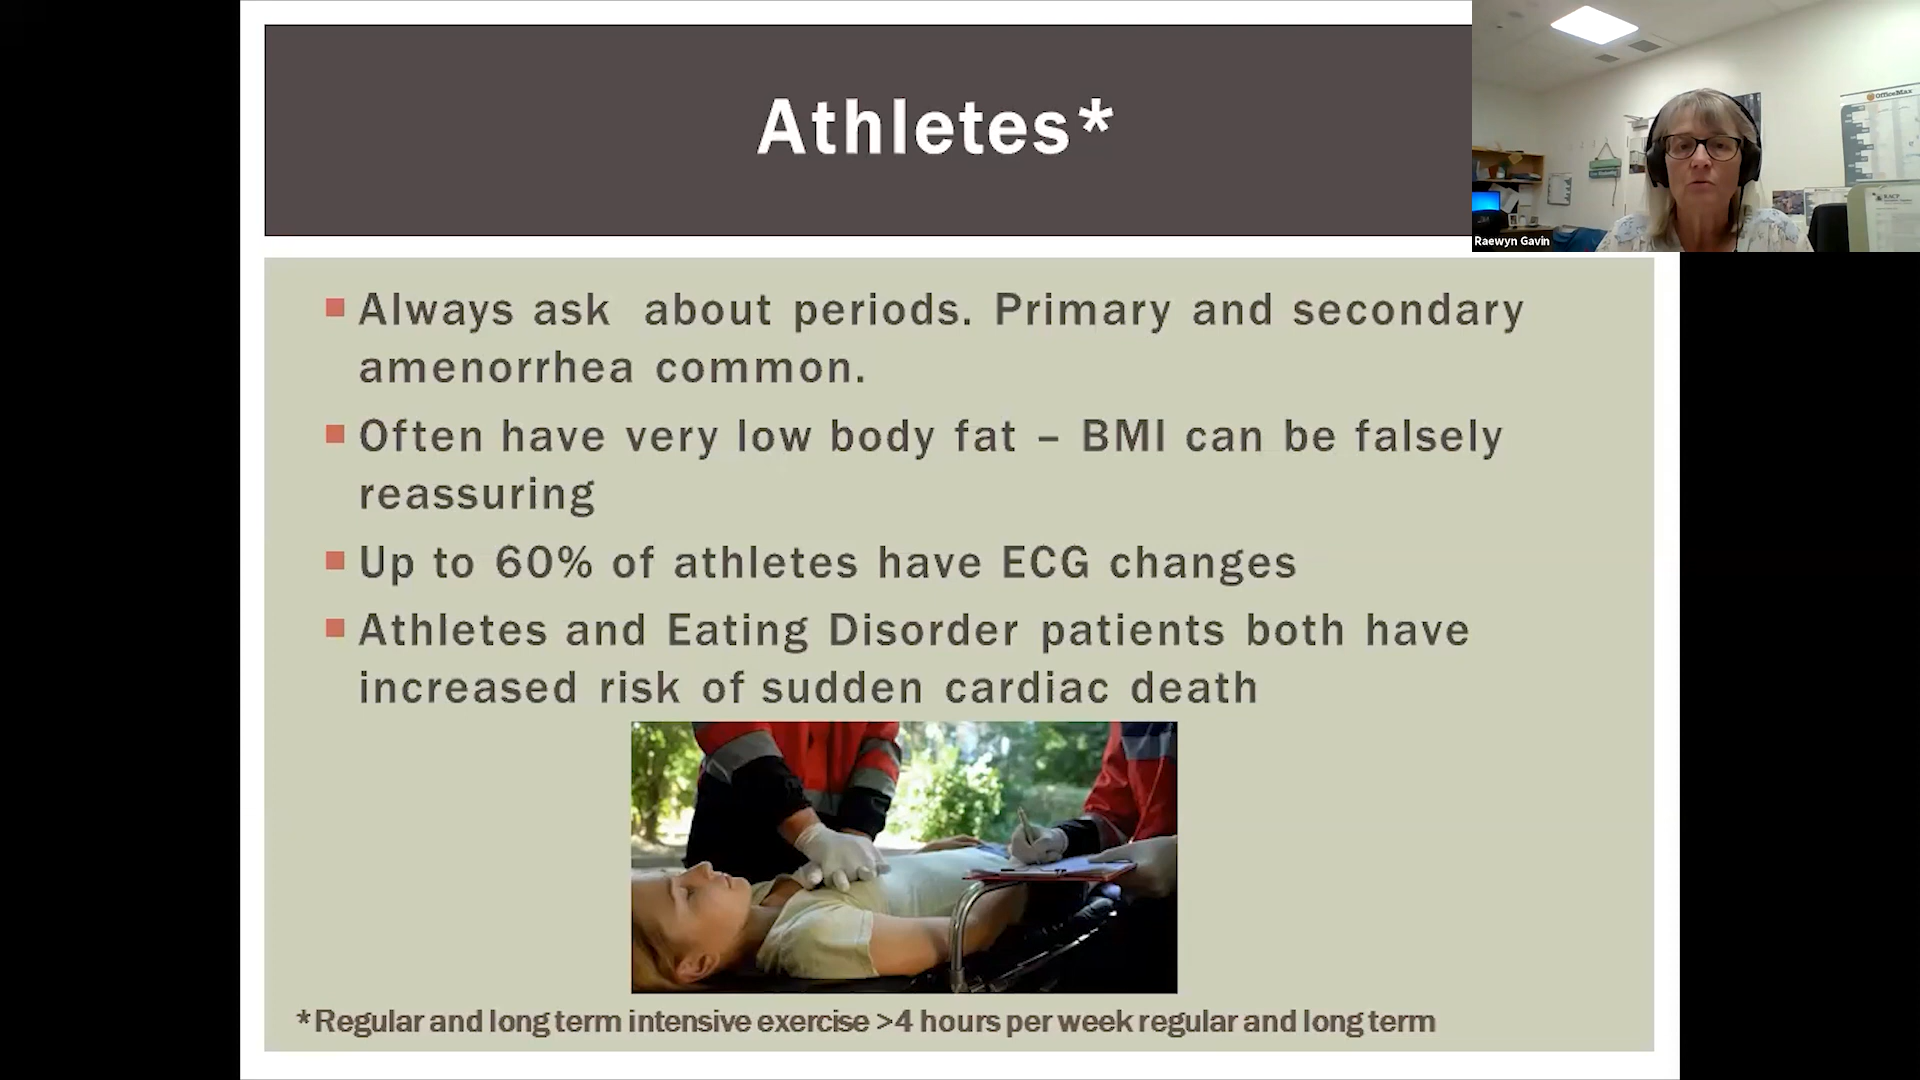 Athletes*
OfficeMax
RACP
Raewyn Gavin
Always ask about periods. Primary and secondary
amenorrhea common.
Often have very low body fat – BMI can be falsely
reassuring
Up to 60% of athletes have ECG changes
Athletes and Eating Disorder patients both have
increased risk of sudden cardiac death
*Regular and long term intensive exercise >4 hours per week regular and long term